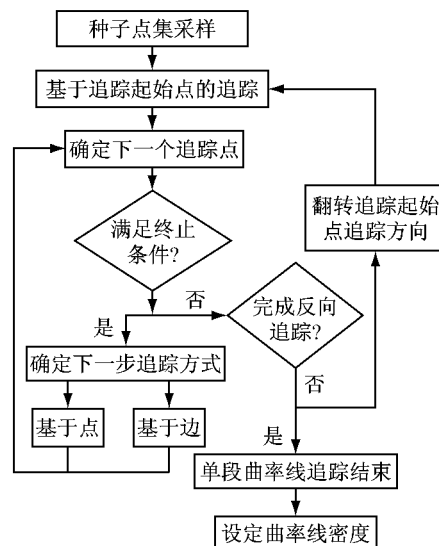 种子点集采样
基于追踪起始点的追踪
确定下一个追踪点
翻转追踪起始
点追踪方向
满足终止
条件?
否
完成反向
追踪?
是
确定下一步追踪方式
否
基于点
基于边
是
单段曲率线追踪结束
设定曲率线密度